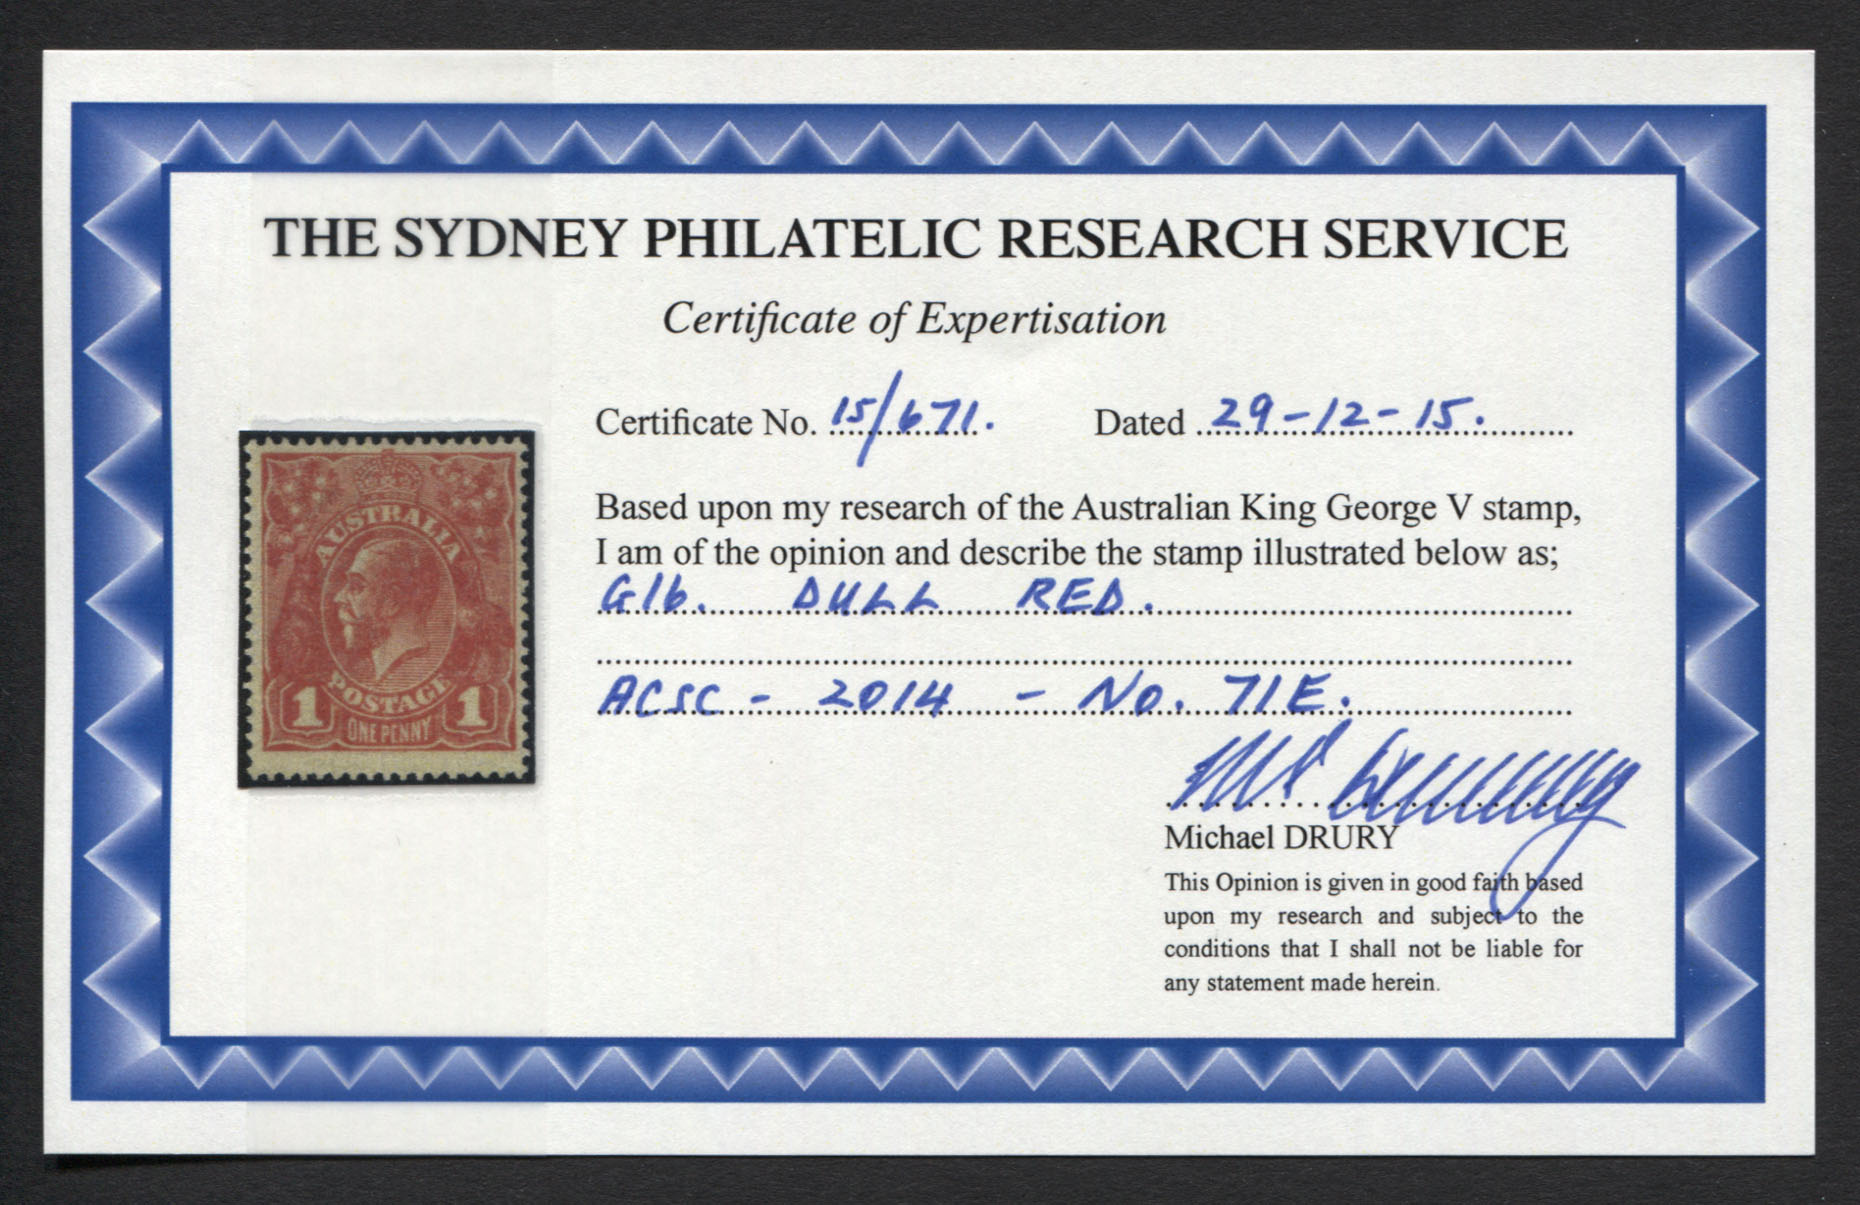 THE SYDNEY PHILATELIC RESEARCH SERVICE
Certificate of Expertisation
Certificate No. 15/671. Dated 29-12-15.
Based upon my research of the Australian King George V stamp,
I am of the opinion and describe the stamp illustrated below as;
G16. DULL RED.
ACSC - 2014 - No. 71E.
AUSTRALIA
POSTAGE
1 ONE PENNY 1
Michael DRURY
This Opinion is given in good faith based
upon my research and subject to the
conditions that I shall not be liable for
any statement made herein.